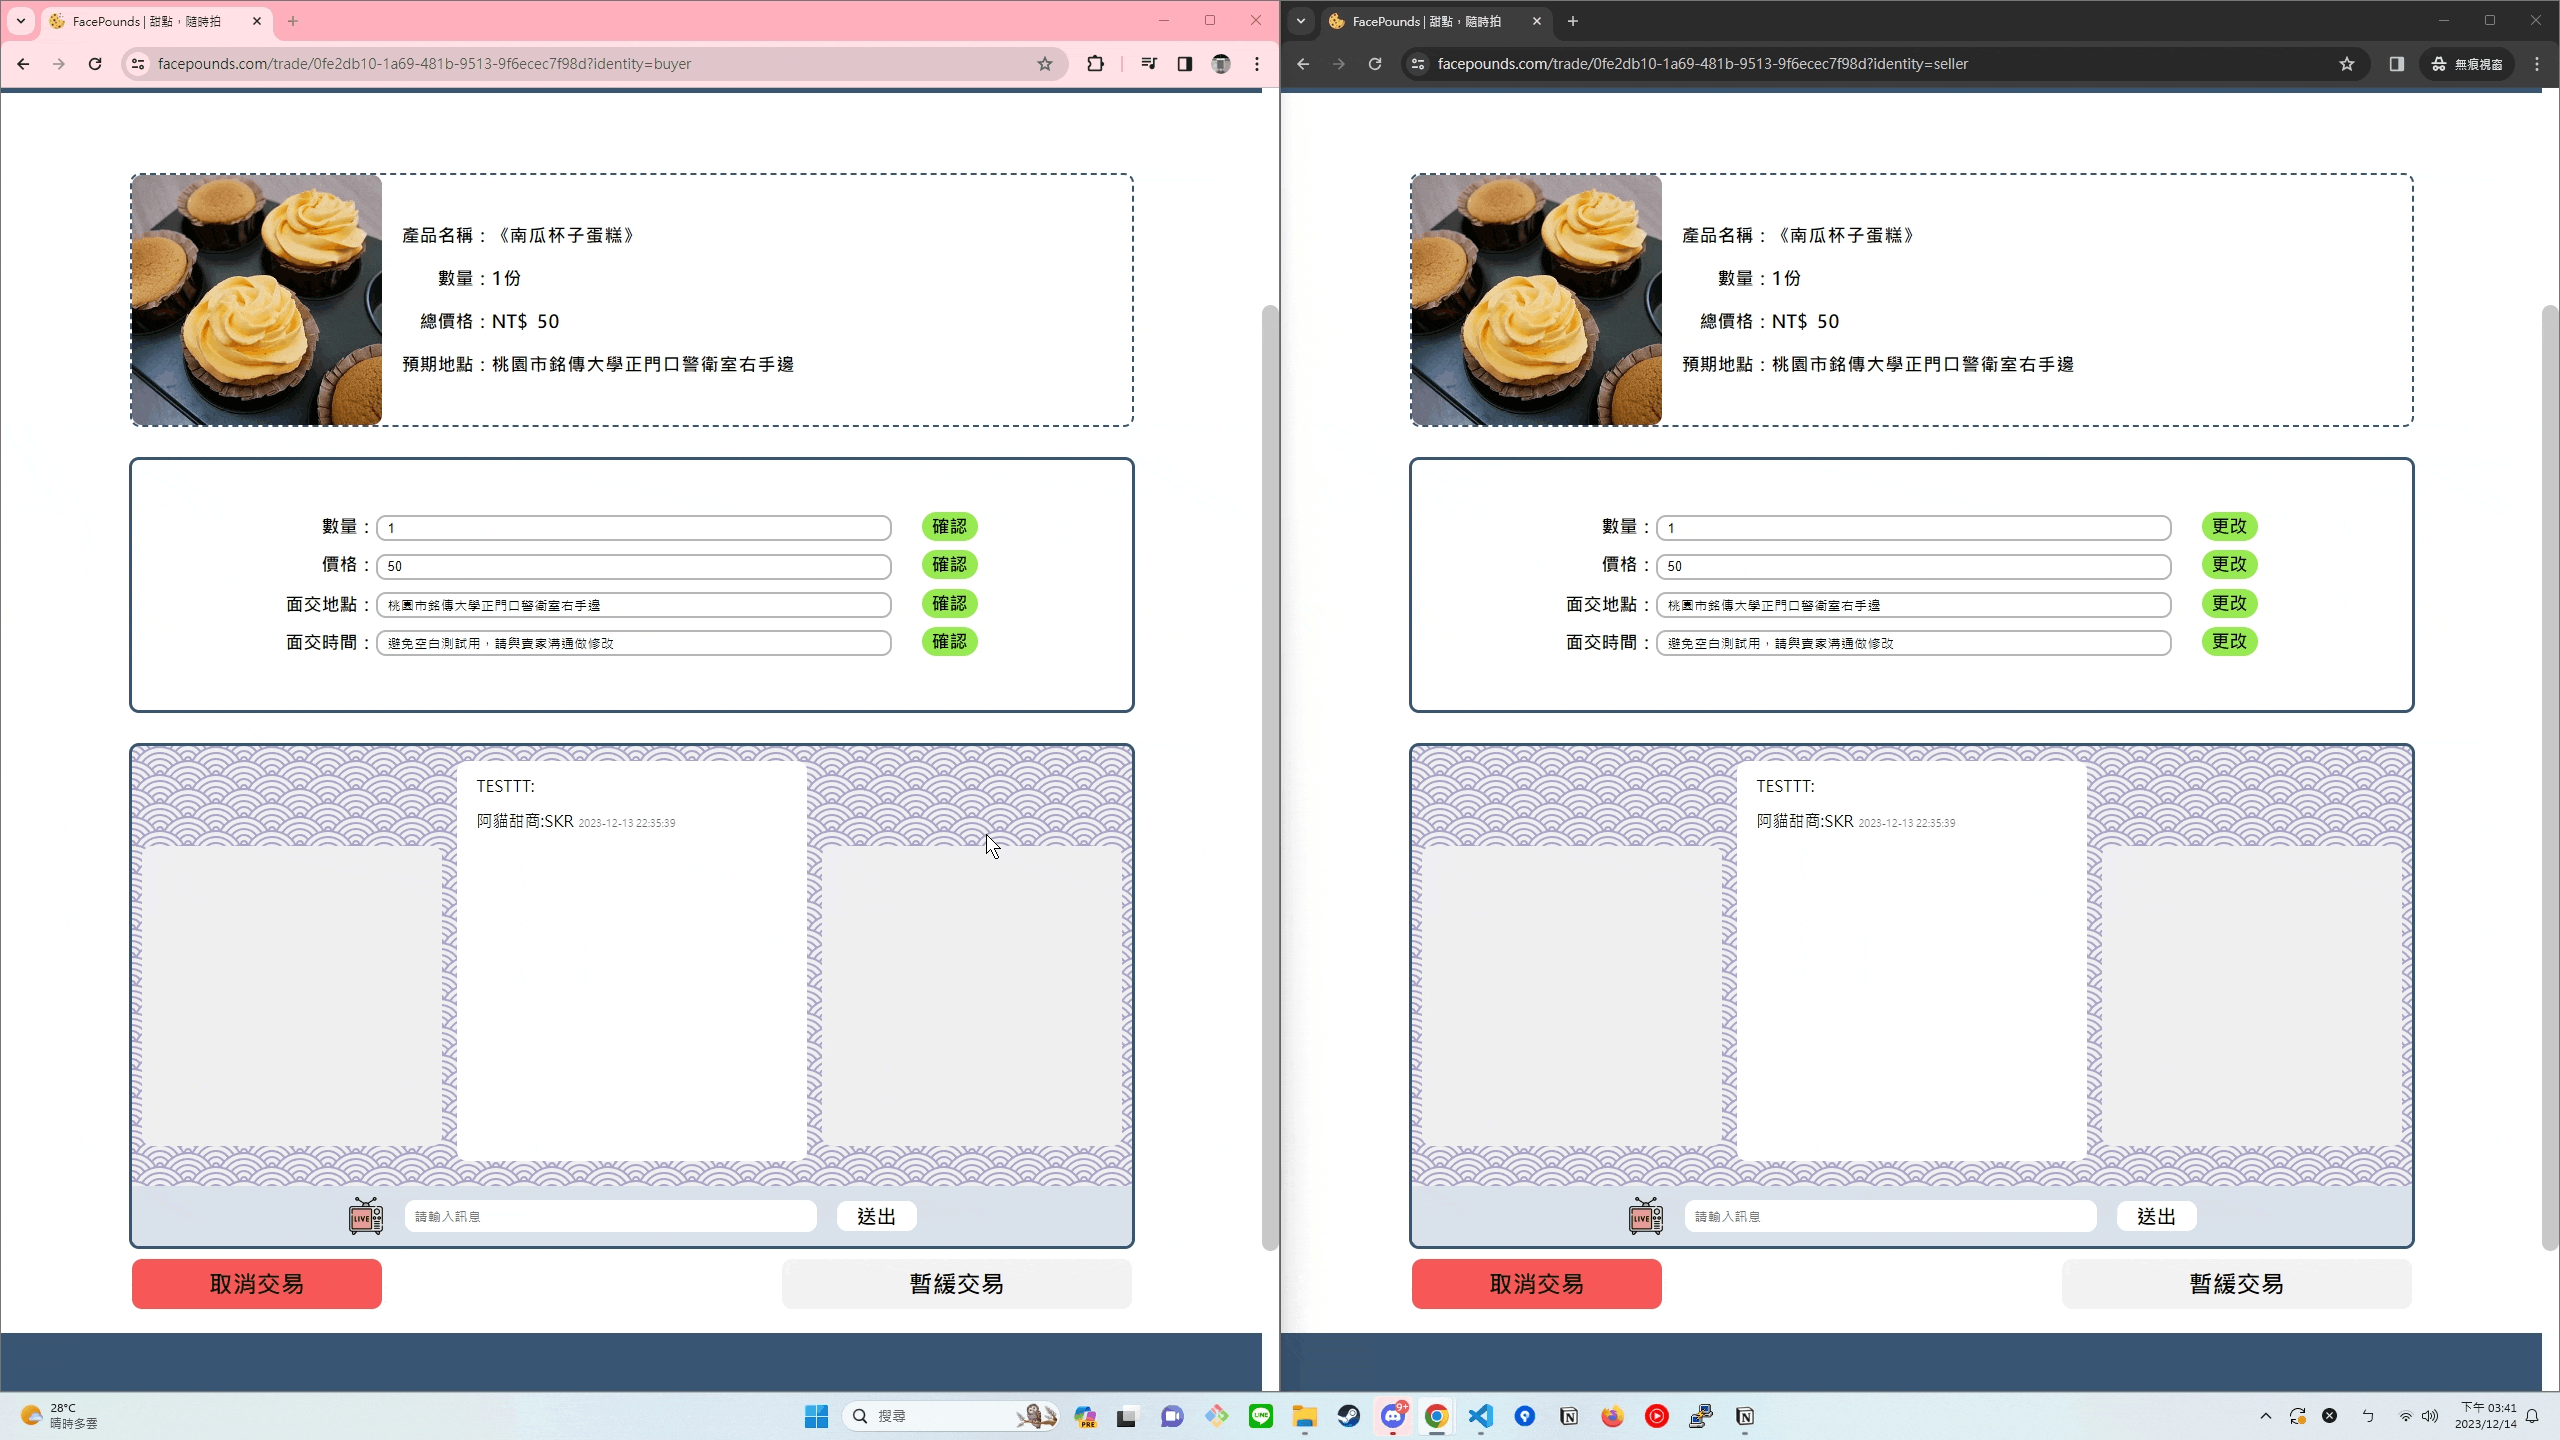 FacePounds | 甜點，隨時拍
facepounds.com/trade/0fe2db10-1a69-481b-9513-9f6ecec7f98d?identity=buyer
產品名稱：《南瓜杯子蛋糕》
數量：1份
總價格：NT$ 50
預期地點：桃園市銘傳大學正門口警衛室右手邊
數量： 1 確認
價格： 50 確認
面交地點： 桃園市銘傳大學正門口警衛室右手邊 確認
面交時間： 避免空白測試用，請與賣家溝通做修改 確認
TESTTT:
阿貓甜商:SKR 2023-12-13 22:35:39
LIVE 請輸入訊息 送出
取消交易 暫緩交易
FacePounds | 甜點，隨時拍
facepounds.com/trade/0fe2db10-1a69-481b-9513-9f6ecec7f98d?identity=seller 無痕視窗
產品名稱：《南瓜杯子蛋糕》
數量：1份
總價格：NT$ 50
預期地點：桃園市銘傳大學正門口警衛室右手邊
數量： 1 更改
價格： 50 更改
面交地點： 桃園市銘傳大學正門口警衛室右手邊 更改
面交時間： 避免空白測試用，請與賣家溝通做修改 更改
TESTTT:
阿貓甜商:SKR 2023-12-13 22:35:39
LIVE 請輸入訊息 送出
取消交易 暫緩交易
28°C
晴時多雲
搜尋
PRE
LINE
9+
ㄅ
下午 03:41
2023/12/14